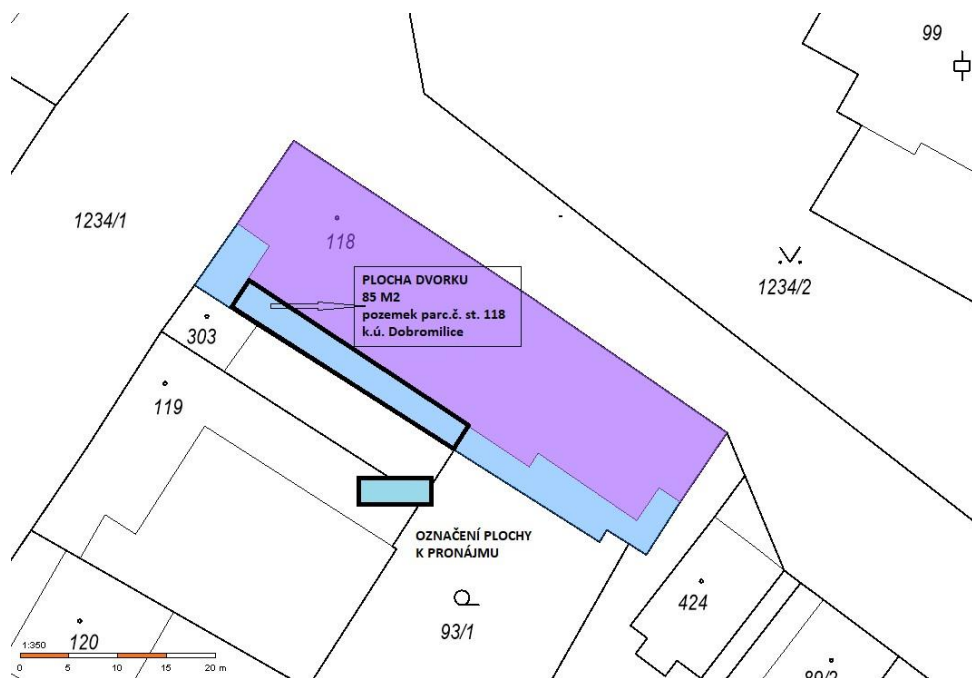 99
1234/1
118
1234/2
PLOCHA DVORKU
85 M2
pozemek parc.č. st. 118
k.ú. Dobromilice
303
119
OZNAČENÍ PLOCHY
K PRONÁJMU
424
93/1
120
1:350
0 5 10 15 20 m